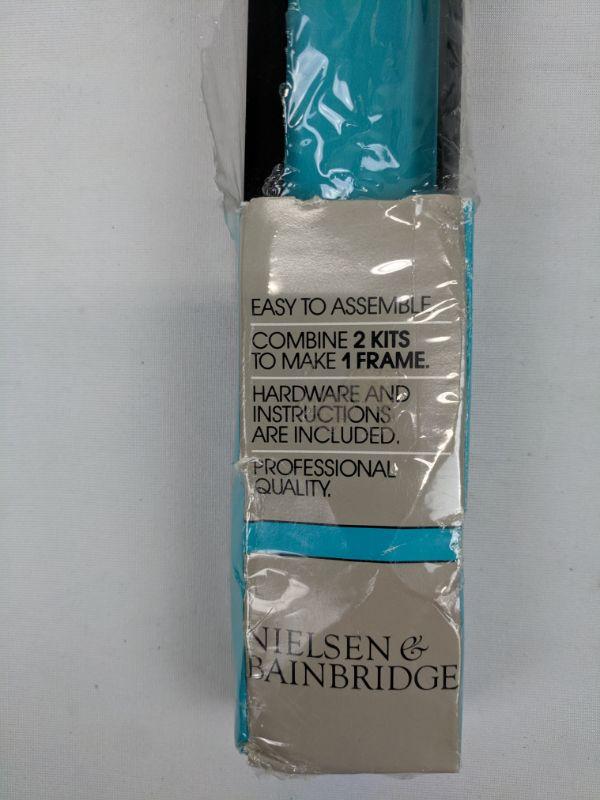 EASY TO ASSEMBLE
COMBINE 2 KITS
TO MAKE 1 FRAME.
HARDWARE AND
INSTRUCTIONS
ARE INCLUDED.
PROFESSIONAL
QUALITY.
NIELSEN &
BAINBRIDGE